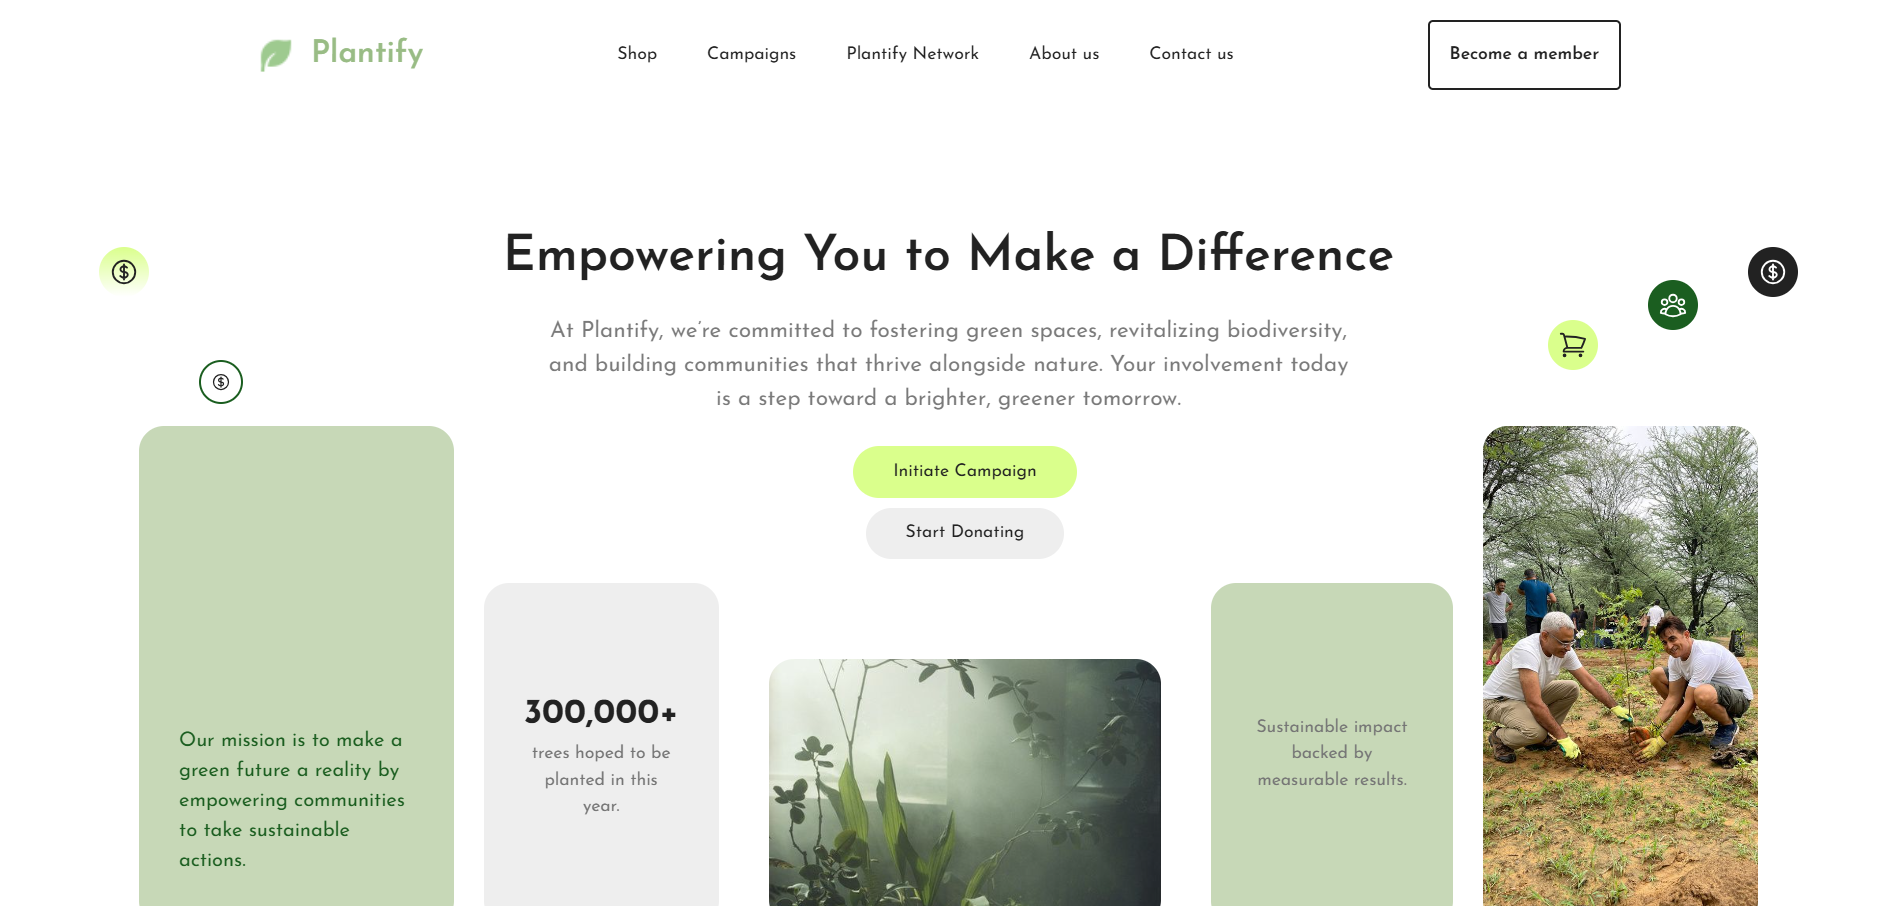 Plantify
Shop
Campaigns
Plantify Network
About us
Contact us
Become a member
Empowering You to Make a Difference
At Plantify, we’re committed to fostering green spaces, revitalizing biodiversity,
and building communities that thrive alongside nature. Your involvement today
is a step toward a brighter, greener tomorrow.
Initiate Campaign
Start Donating
Our mission is to make a
green future a reality by
empowering communities
to take sustainable
actions.
300,000+
trees hoped to be
planted in this
year.
Sustainable impact
backed by
measurable results.